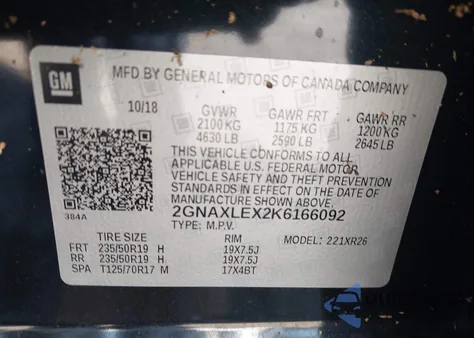 GM
MFD BY GENERAL MOTORS OF CANADA COMPANY
10/18 GVWR GAWR FRT GAWR RR
2100 KG 1175 KG 1200 KG
4630 LB 2590 LB 2645 LB
THIS VEHICLE CONFORMS TO ALL
APPLICABLE U.S. FEDERAL MOTOR
VEHICLE SAFETY, BUMPER, AND THEFT
PREVENTION STANDARDS IN EFFECT ON
THE DATE OF MANUFACTURE SHOWN ABOVE.
384A 2GNAXLEX2K6166092
TYPE: M.P.V.
TIRE SIZE RIM MODEL: 221XR26
FRT 235/50R19 H 19X7.5J
RR 235/50R19 H 19X7.5J
SPA T125/70R17 M 17X4BT